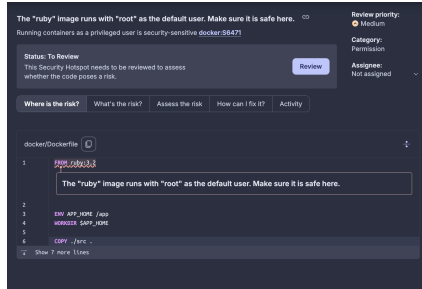 The "ruby" image runs with "root" as the default user. Make sure it is safe here.
Running containers as a privileged user is security-sensitive docker:S6471
Review priority:
Medium
Category:
Permission
Assignee:
Not assigned
Status: To Review
This Security Hotspot needs to be reviewed to assess
whether the code poses a risk.
Review
Where is the risk? What's the risk? Assess the risk How can I fix it? Activity
docker/Dockerfile
1 FROM ruby:3.2
The "ruby" image runs with "root" as the default user. Make sure it is safe here.
2
3 ENV APP_HOME /app
4 WORKDIR $APP_HOME
5
6 COPY ./src .
Show 7 more lines